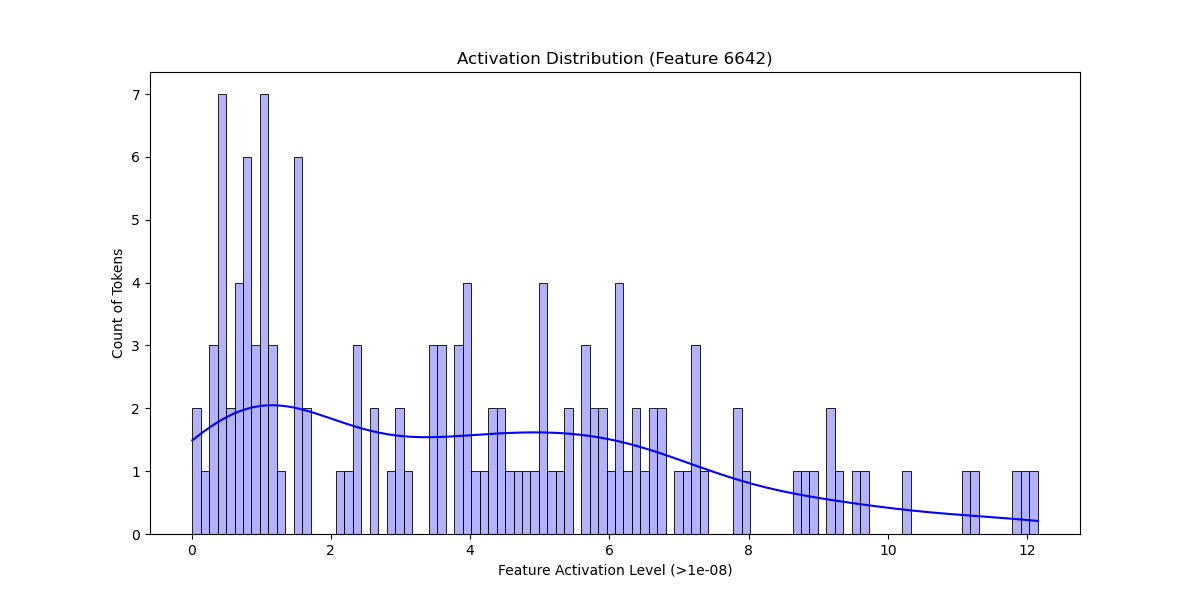 Activation Distribution (Feature 6642)
7
6
5
4
3
2
1
0
Count of Tokens
0 2 4 6 8 10 12
Feature Activation Level (>1e-08)